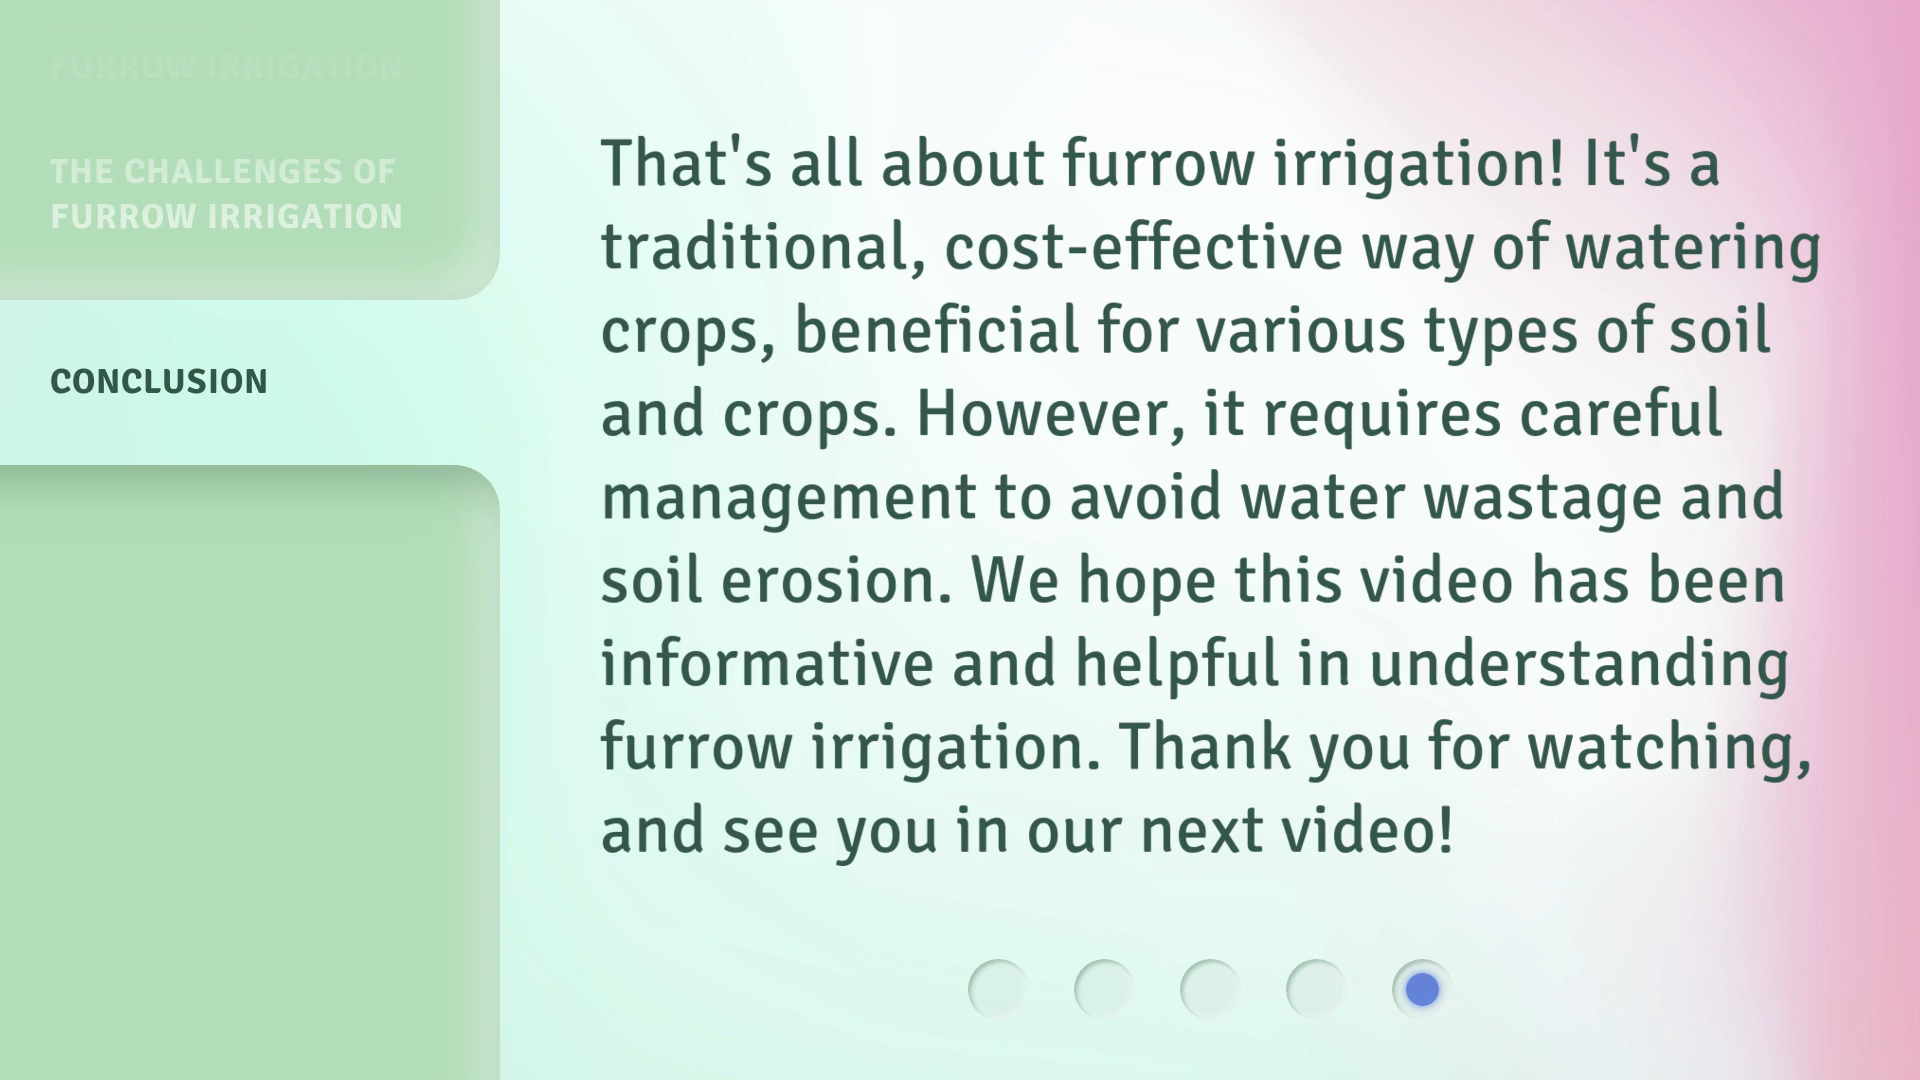 FURROW IRRIGATION
THE CHALLENGES OF
FURROW IRRIGATION
CONCLUSION
That's all about furrow irrigation! It's a
traditional, cost-effective way of watering
crops, beneficial for various types of soil
and crops. However, it requires careful
management to avoid water wastage and
soil erosion. We hope this video has been
informative and helpful in understanding
furrow irrigation. Thank you for watching,
and see you in our next video!